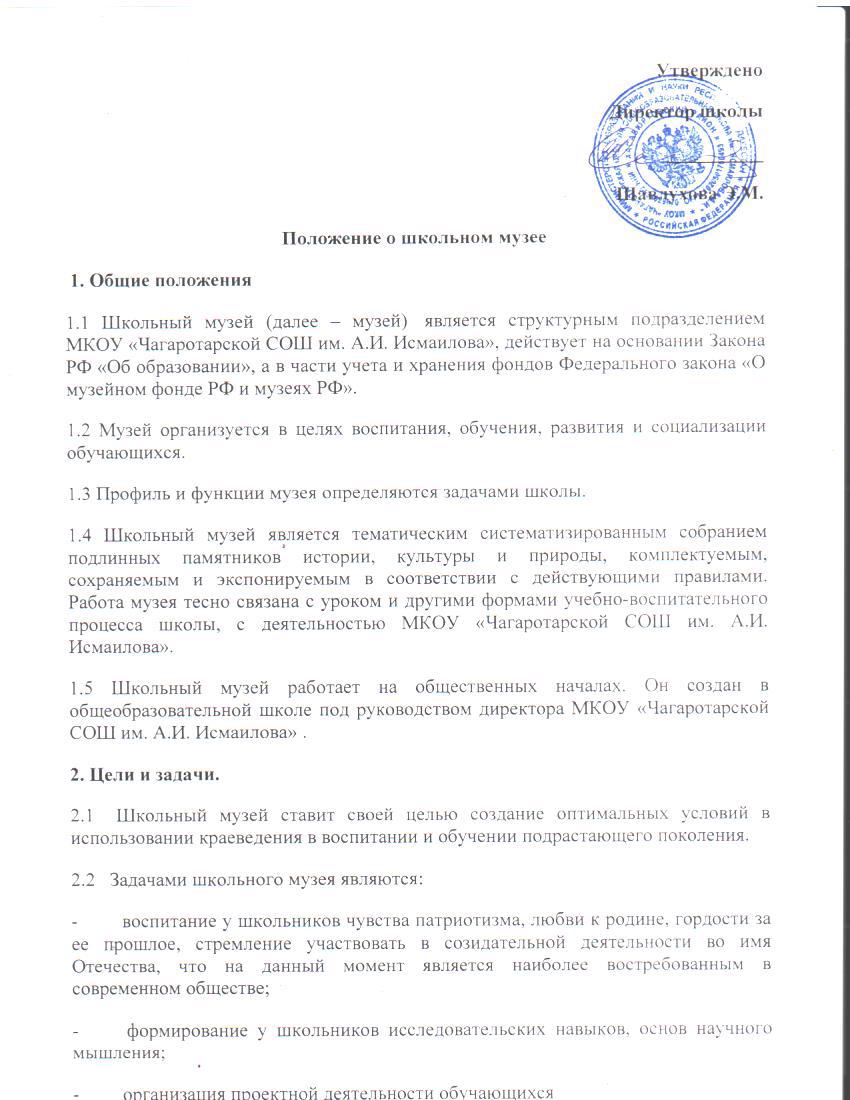 Утверждено
Директор школы
Шавлухова Э.М.
РОССИЙСКАЯ ФЕДЕРАЦИЯ
Положение о школьном музее
1. Общие положения
1.1 Школьный музей (далее – музей) является структурным подразделением
МКОУ «Чагаротарской СОШ им. А.И. Исмаилова», действует на основании Закона
РФ «Об образовании», а в части учета и хранения фондов Федерального закона «О
музейном фонде РФ и музеях РФ».
1.2 Музей организуется в целях воспитания, обучения, развития и социализации
обучающихся.
1.3 Профиль и функции музея определяются задачами школы.
1.4 Школьный музей является тематическим систематизированным собранием
подлинных памятников истории, культуры и природы, комплектуемым,
сохраняемым и экспонируемым в соответствии с действующими правилами.
Работа музея тесно связана с уроком и другими формами учебно-воспитательного
процесса школы, с деятельностью МКОУ «Чагаротарской СОШ им. А.И.
Исмаилова».
1.5 Школьный музей работает на общественных началах. Он создан в
общеобразовательной школе под руководством директора МКОУ «Чагаротарской
СОШ им. А.И. Исмаилова» .
2. Цели и задачи.
2.1 Школьный музей ставит своей целью создание оптимальных условий в
использовании краеведения в воспитании и обучении подрастающего поколения.
2.2 Задачами школьного музея являются:
- воспитание у школьников чувства патриотизма, любви к родине, гордости за
ее прошлое, стремление участвовать в созидательной деятельности во имя
Отечества, что на данный момент является наиболее востребованным в
современном обществе;
- формирование у школьников исследовательских навыков, основ научного
мышления;
- организация проектной деятельности обучающихся